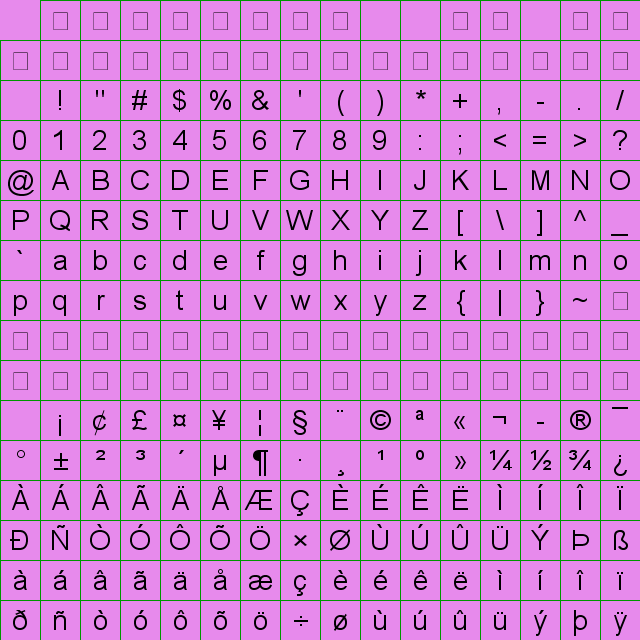 ! " # $ % & ' ( ) * + , - . /
0 1 2 3 4 5 6 7 8 9 : ; < = > ?
@ A B C D E F G H I J K L M N O
P Q R S T U V W X Y Z [ \ ] ^ _
` a b c d e f g h i j k l m n o
p q r s t u v w x y z { | } ~
¡ ¢ £ ¤ ¥ ¦ § ¨ © ª « ¬ - ® ¯
° ± ² ³ ´ µ ¶ · ¸ ¹ º » ¼ ½ ¾ ¿
À Á Â Ã Ä Å Æ Ç È É Ê Ë Ì Í Î Ï
Ð Ñ Ò Ó Ô Õ Ö × Ø Ù Ú Û Ü Ý Þ ß
à á â ã ä å æ ç è é ê ë ì í î ï
ð ñ ò ó ô õ ö ÷ ø ù ú û ü ý þ ÿ